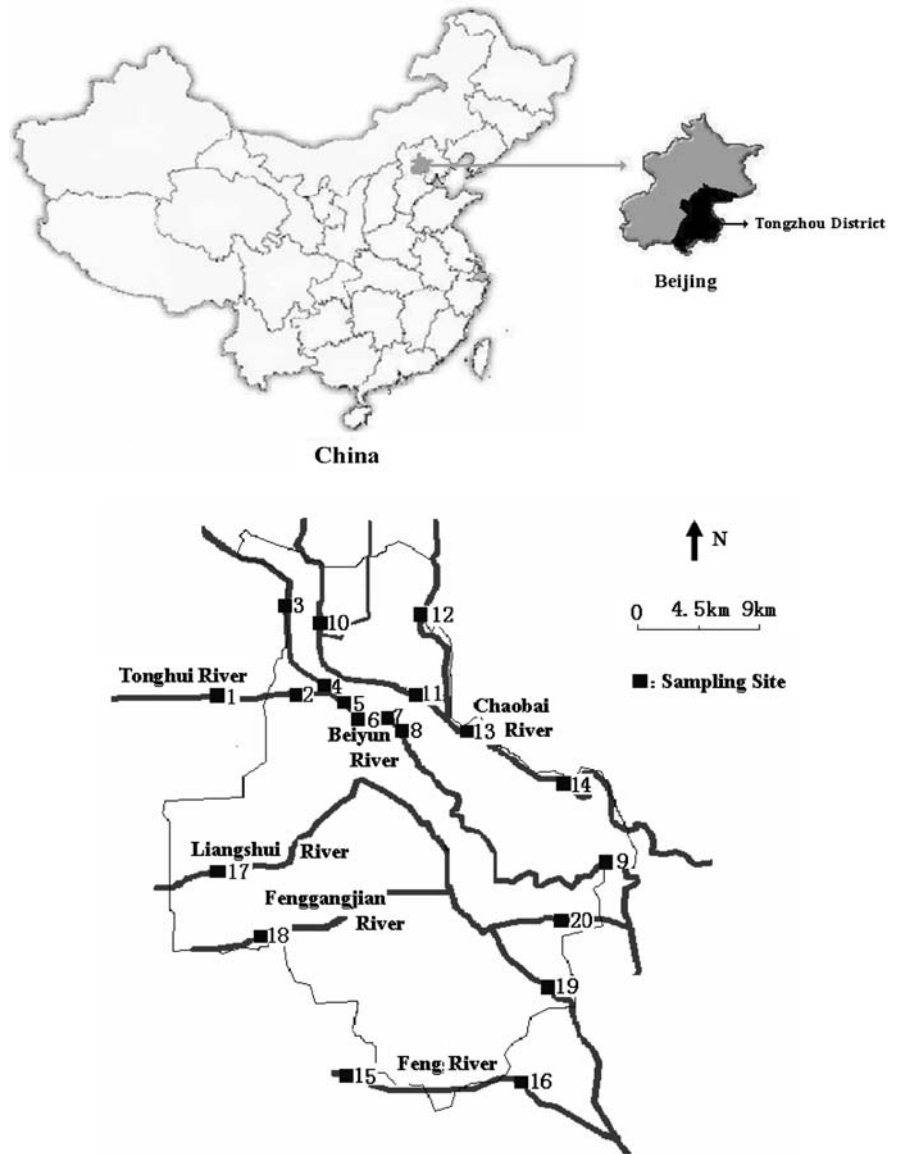 Tongzhou District
Beijing
China
N
0 4.5km 9km
■: Sampling Site
3
10
12
Tonghui River
1
2
4
5
6
7
8
11
Chaobai
River
13
Beiyun
River
14
Liangshui River
17
9
Fenggangjian
River
18
20
19
Feng River
15
16